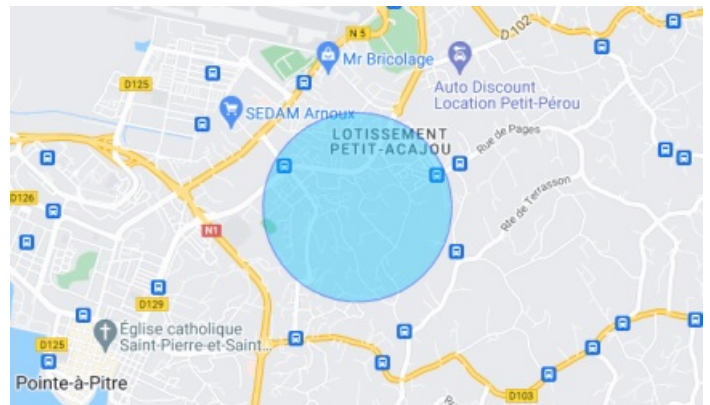 N 5
D.102
Mr Bricolage
D125
Auto Discount
Location Petit-Pérou
SEDAM Arnoux
LOTISSEMENT
PETIT-ACAJOU
Rue de Pages
D126
Rte de Terrasson
N1
D129
Église catholique
Saint-Pierre-et-Saint...
D125
Pointe-à-Pitre
D103